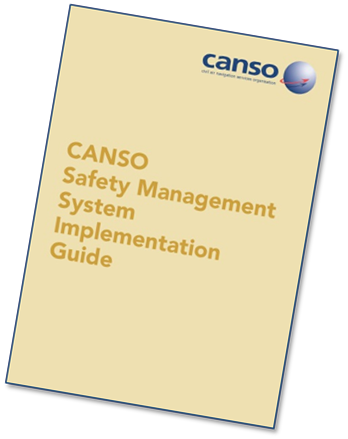 canso
civil air navigation services organisation
CANSO
Safety Management
System
Implementation
Guide